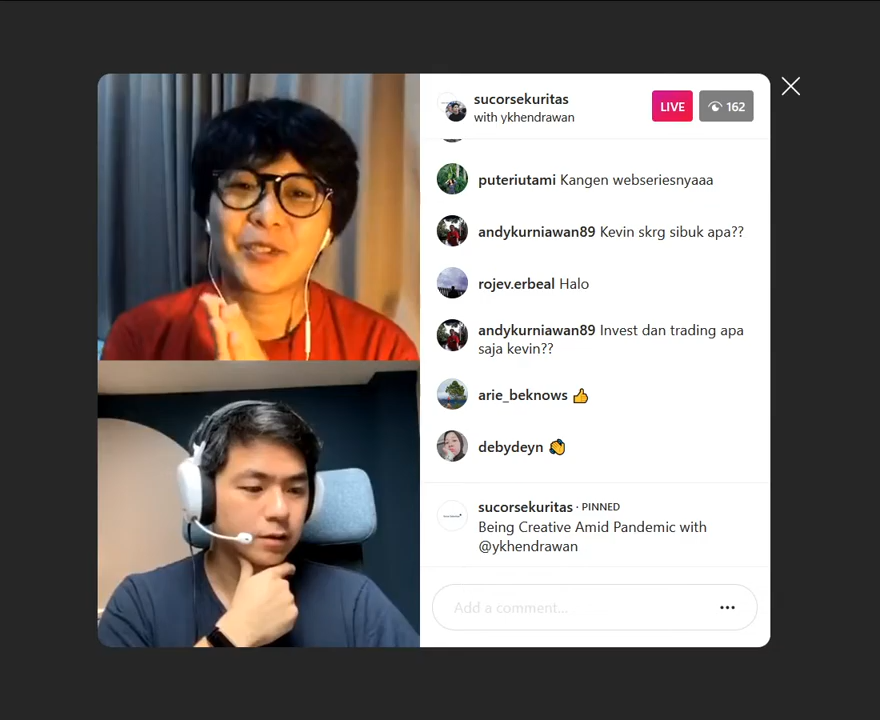 sucorsekuritas
with ykhendrawan
LIVE
162
puteriutami Kangen webseriesnyaaa
andykurniawan89 Kevin skrg sibuk apa??
rojev.erbeal Halo
andykurniawan89 Invest dan trading apa
saja kevin??
arie_beknows 👍
debydeyn 👏
sucorsekuritas · PINNED
Being Creative Amid Pandemic with
@ykhendrawan
Add a comment...